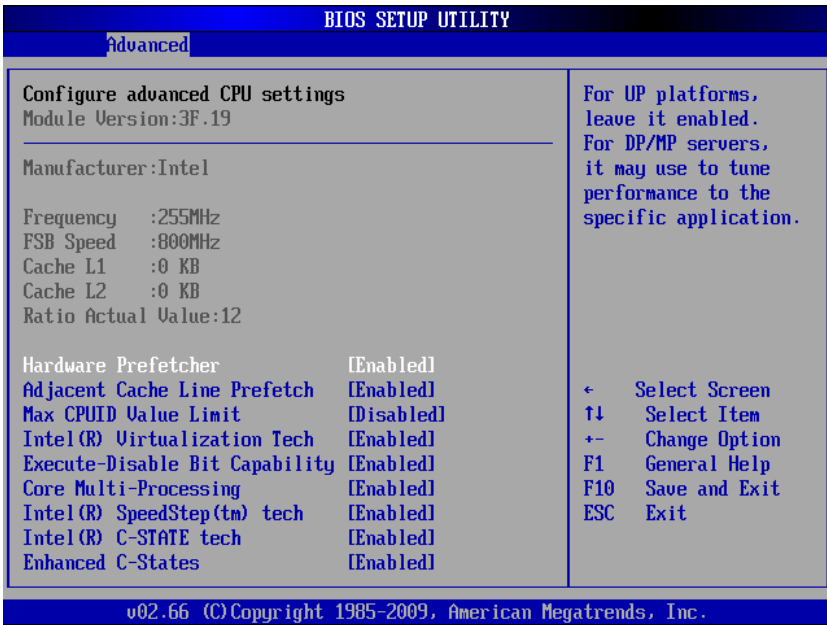 BIOS SETUP UTILITY
Advanced
Configure advanced CPU settings
Module Version:3F.19
Manufacturer:Intel
Frequency :255MHz
FSB Speed :800MHz
Cache L1 :0 KB
Cache L2 :0 KB
Ratio Actual Value:12
Hardware Prefetcher [Enabled]
Adjacent Cache Line Prefetch [Enabled]
Max CPUID Value Limit [Disabled]
Intel(R) Virtualization Tech [Enabled]
Execute-Disable Bit Capability [Enabled]
Core Multi-Processing [Enabled]
Intel(R) SpeedStep(tm) tech [Enabled]
Intel(R) C-STATE tech [Enabled]
Enhanced C-States [Enabled]
For UP platforms,
leave it enabled.
For DP/MP servers,
it may use to tune
performance to the
specific application.
← Select Screen
↑↓ Select Item
+- Change Option
F1 General Help
F10 Save and Exit
ESC Exit
v02.66 (C)Copyright 1985-2009, American Megatrends, Inc.